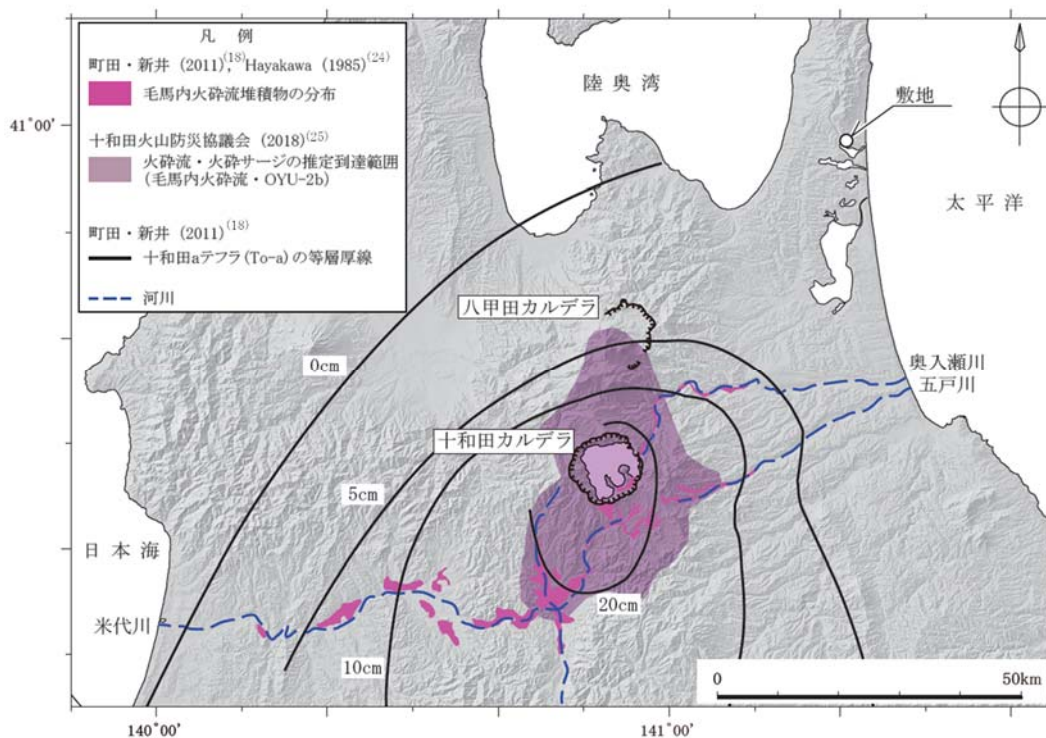 凡　例
町田・新井 (2011)(18),Hayakawa (1985)(24)
毛馬内火砕流堆積物の分布
十和田火山防災協議会 (2018)(25)
火砕流・火砕サージの推定到達範囲
(毛馬内火砕流・OYU-2b)
町田・新井 (2011)(18)
十和田aテフラ(To-a)の等層厚線
河川
陸奥湾
敷地
41°00'
太平洋
八甲田カルデラ
0cm
奥入瀬川
五戸川
十和田カルデラ
5cm
日本海
20cm
米代川
10cm
0
50km
140°00'
141°00'